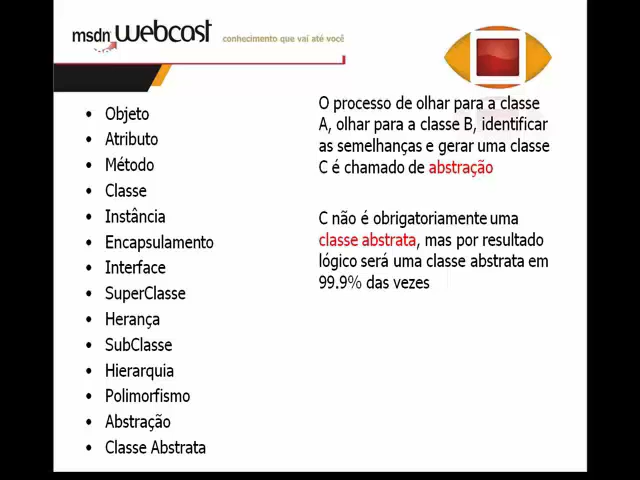 msdn webcast conhecimento que vai até você
• Objeto
• Atributo
• Método
• Classe
• Instância
• Encapsulamento
• Interface
• SuperClasse
• Herança
• SubClasse
• Hierarquia
• Polimorfismo
• Abstração
• Classe Abstrata
O processo de olhar para a classe
A, olhar para a classe B, identificar
as semelhanças e gerar uma classe
C é chamado de abstração
C não é obrigatoriamente uma
classe abstrata, mas por resultado
lógico será uma classe abstrata em
99.9% das vezes